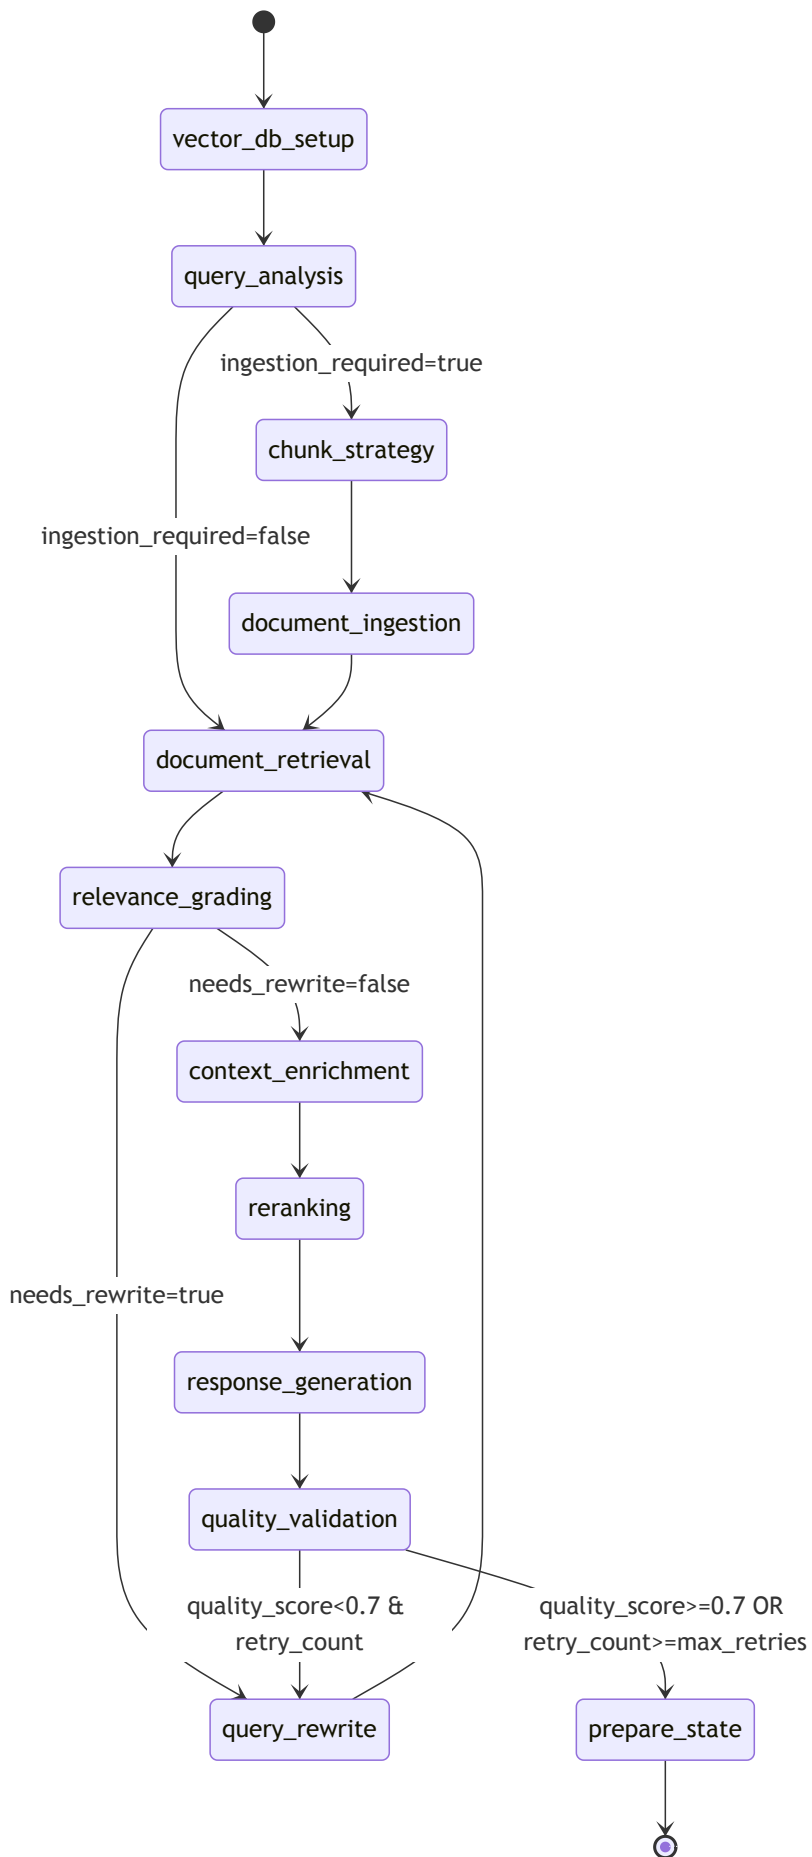 vector_db_setup
query_analysis
ingestion_required=true
chunk_strategy
ingestion_required=false
document_ingestion
document_retrieval
relevance_grading
needs_rewrite=false
context_enrichment
reranking
needs_rewrite=true
response_generation
quality_validation
quality_score<0.7 &
retry_count
quality_score>=0.7 OR
retry_count>=max_retries
query_rewrite
prepare_state